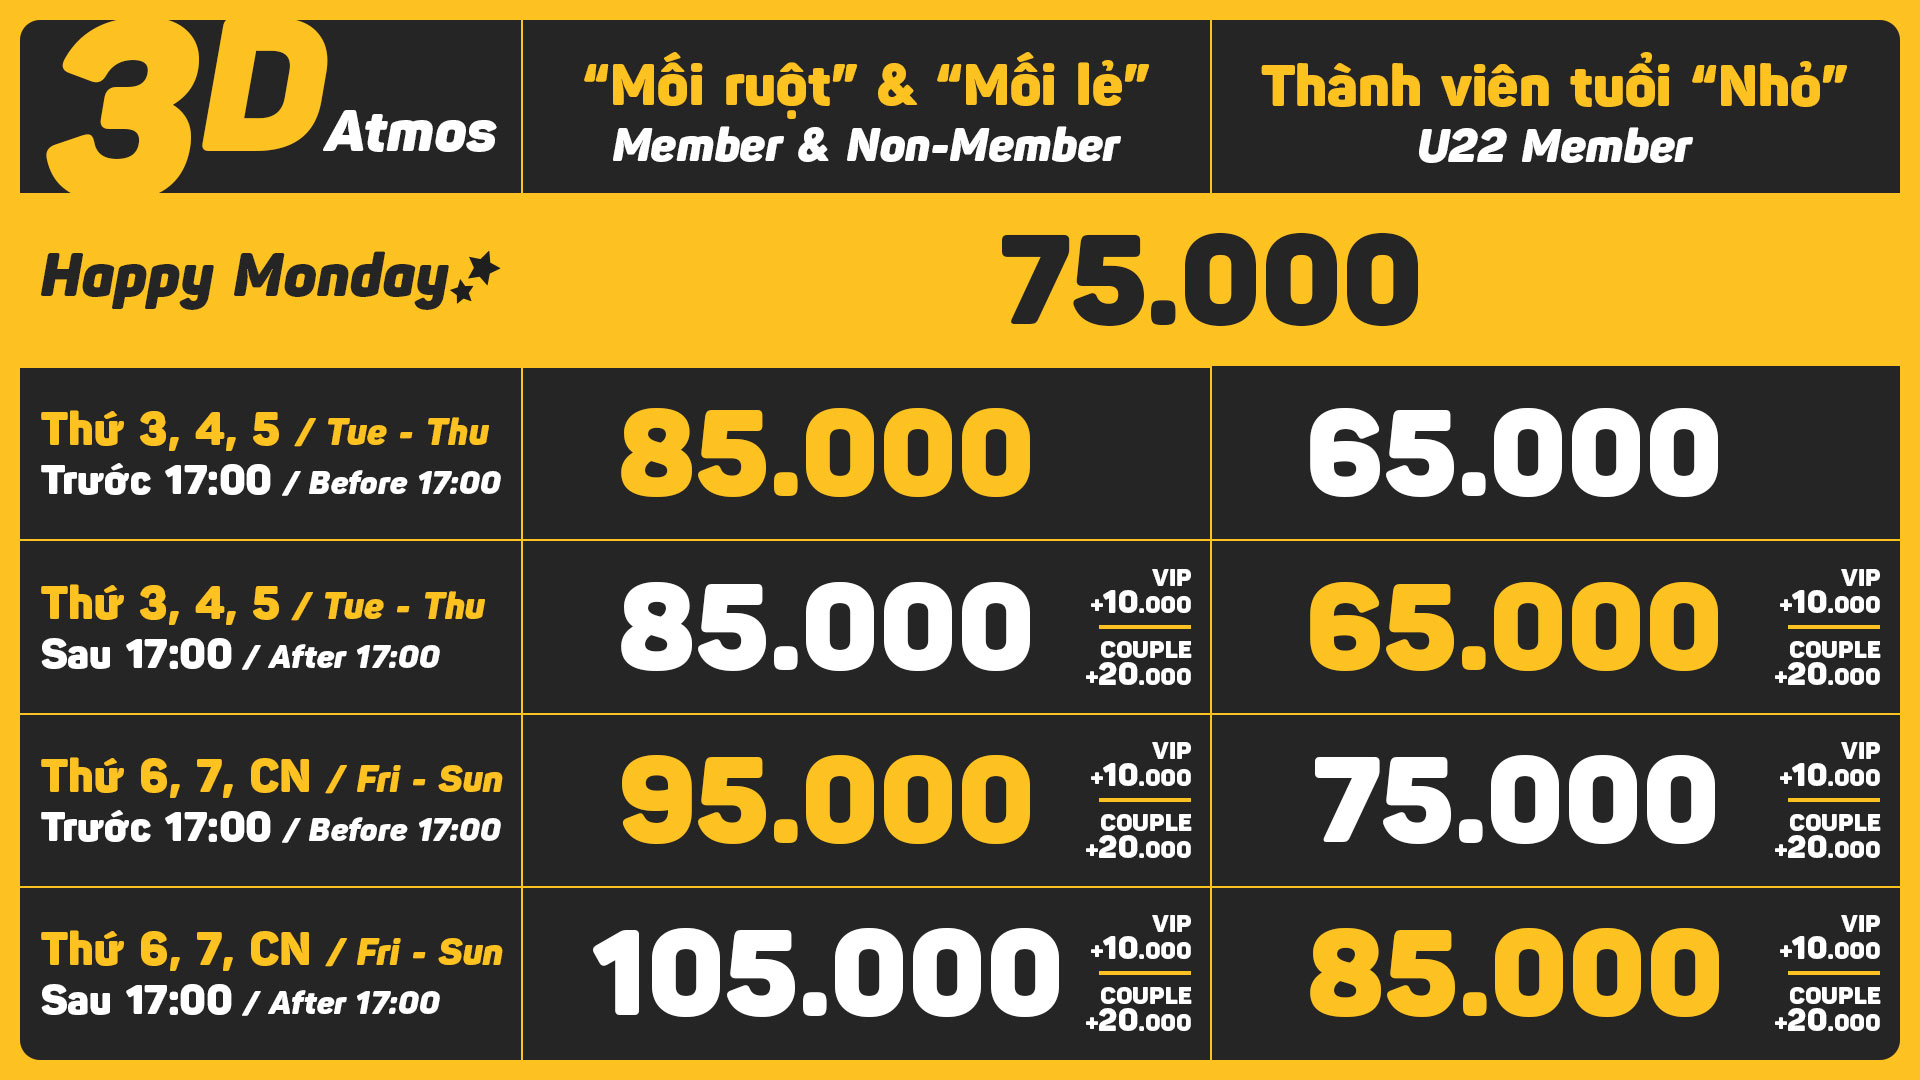 3D Atmos
“Mối ruột” & “Mối lẻ”
Member & Non-Member
Thành viên tuổi “Nhỏ”
U22 Member
Happy Monday
75.000
Thứ 3, 4, 5 / Tue - Thu
Trước 17:00 / Before 17:00
85.000
65.000
Thứ 3, 4, 5 / Tue - Thu
Sau 17:00 / After 17:00
85.000
VIP
+10.000
COUPLE
+20.000
65.000
VIP
+10.000
COUPLE
+20.000
Thứ 6, 7, CN / Fri - Sun
Trước 17:00 / Before 17:00
95.000
VIP
+10.000
COUPLE
+20.000
75.000
VIP
+10.000
COUPLE
+20.000
Thứ 6, 7, CN / Fri - Sun
Sau 17:00 / After 17:00
105.000
VIP
+10.000
COUPLE
+20.000
85.000
VIP
+10.000
COUPLE
+20.000